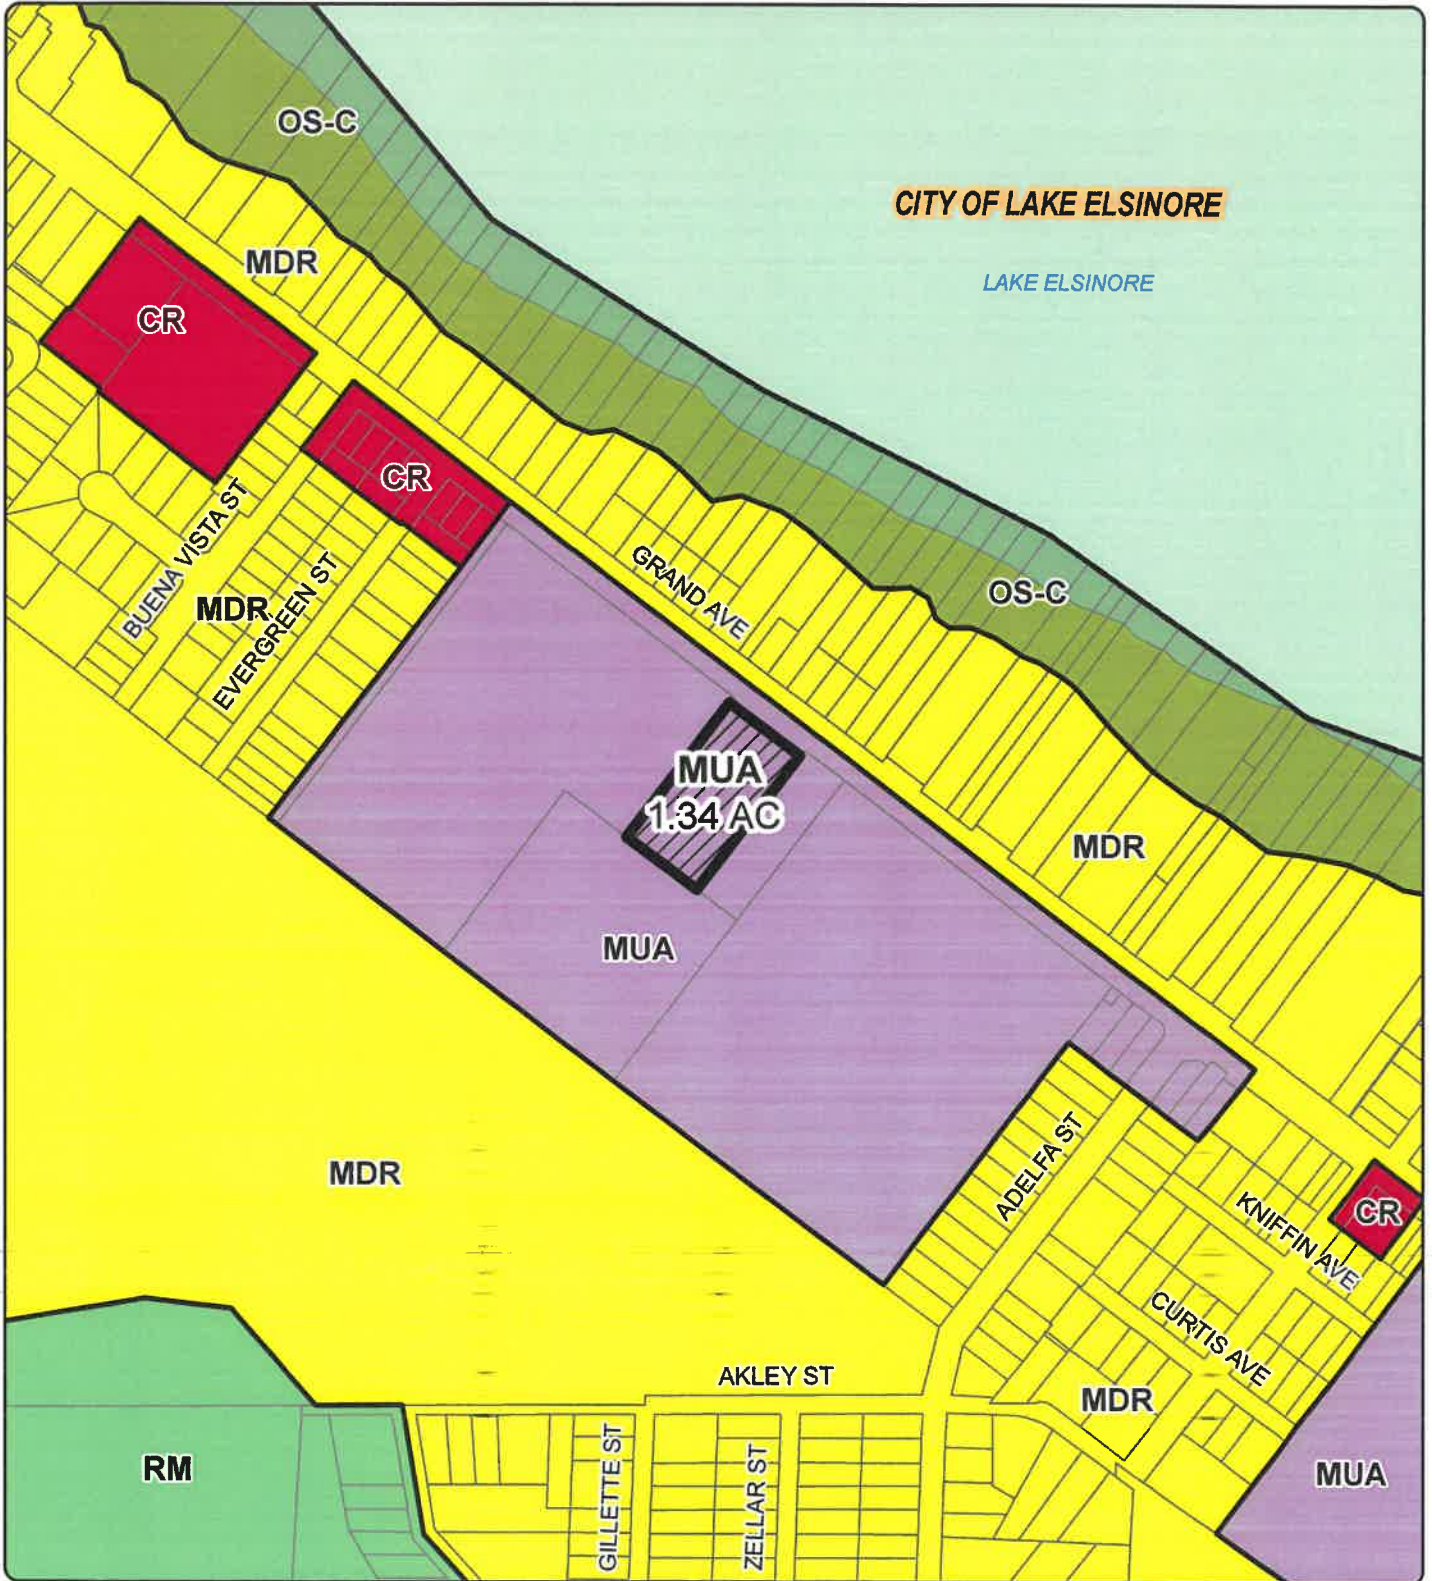 OS-C
CITY OF LAKE ELSINORE
MDR
LAKE ELSINORE
CR
CR
BUENA VISTA ST
GRAND AVE
OS-C
MDR
EVERGREEN ST
MUA
1.34 AC
MDR
MUA
ADELFA ST
MDR
KNIFFIN AVE
CR
CURTIS AVE
AKLEY ST
MDR
RM
GILLETTE ST
ZELLAR ST
MUA